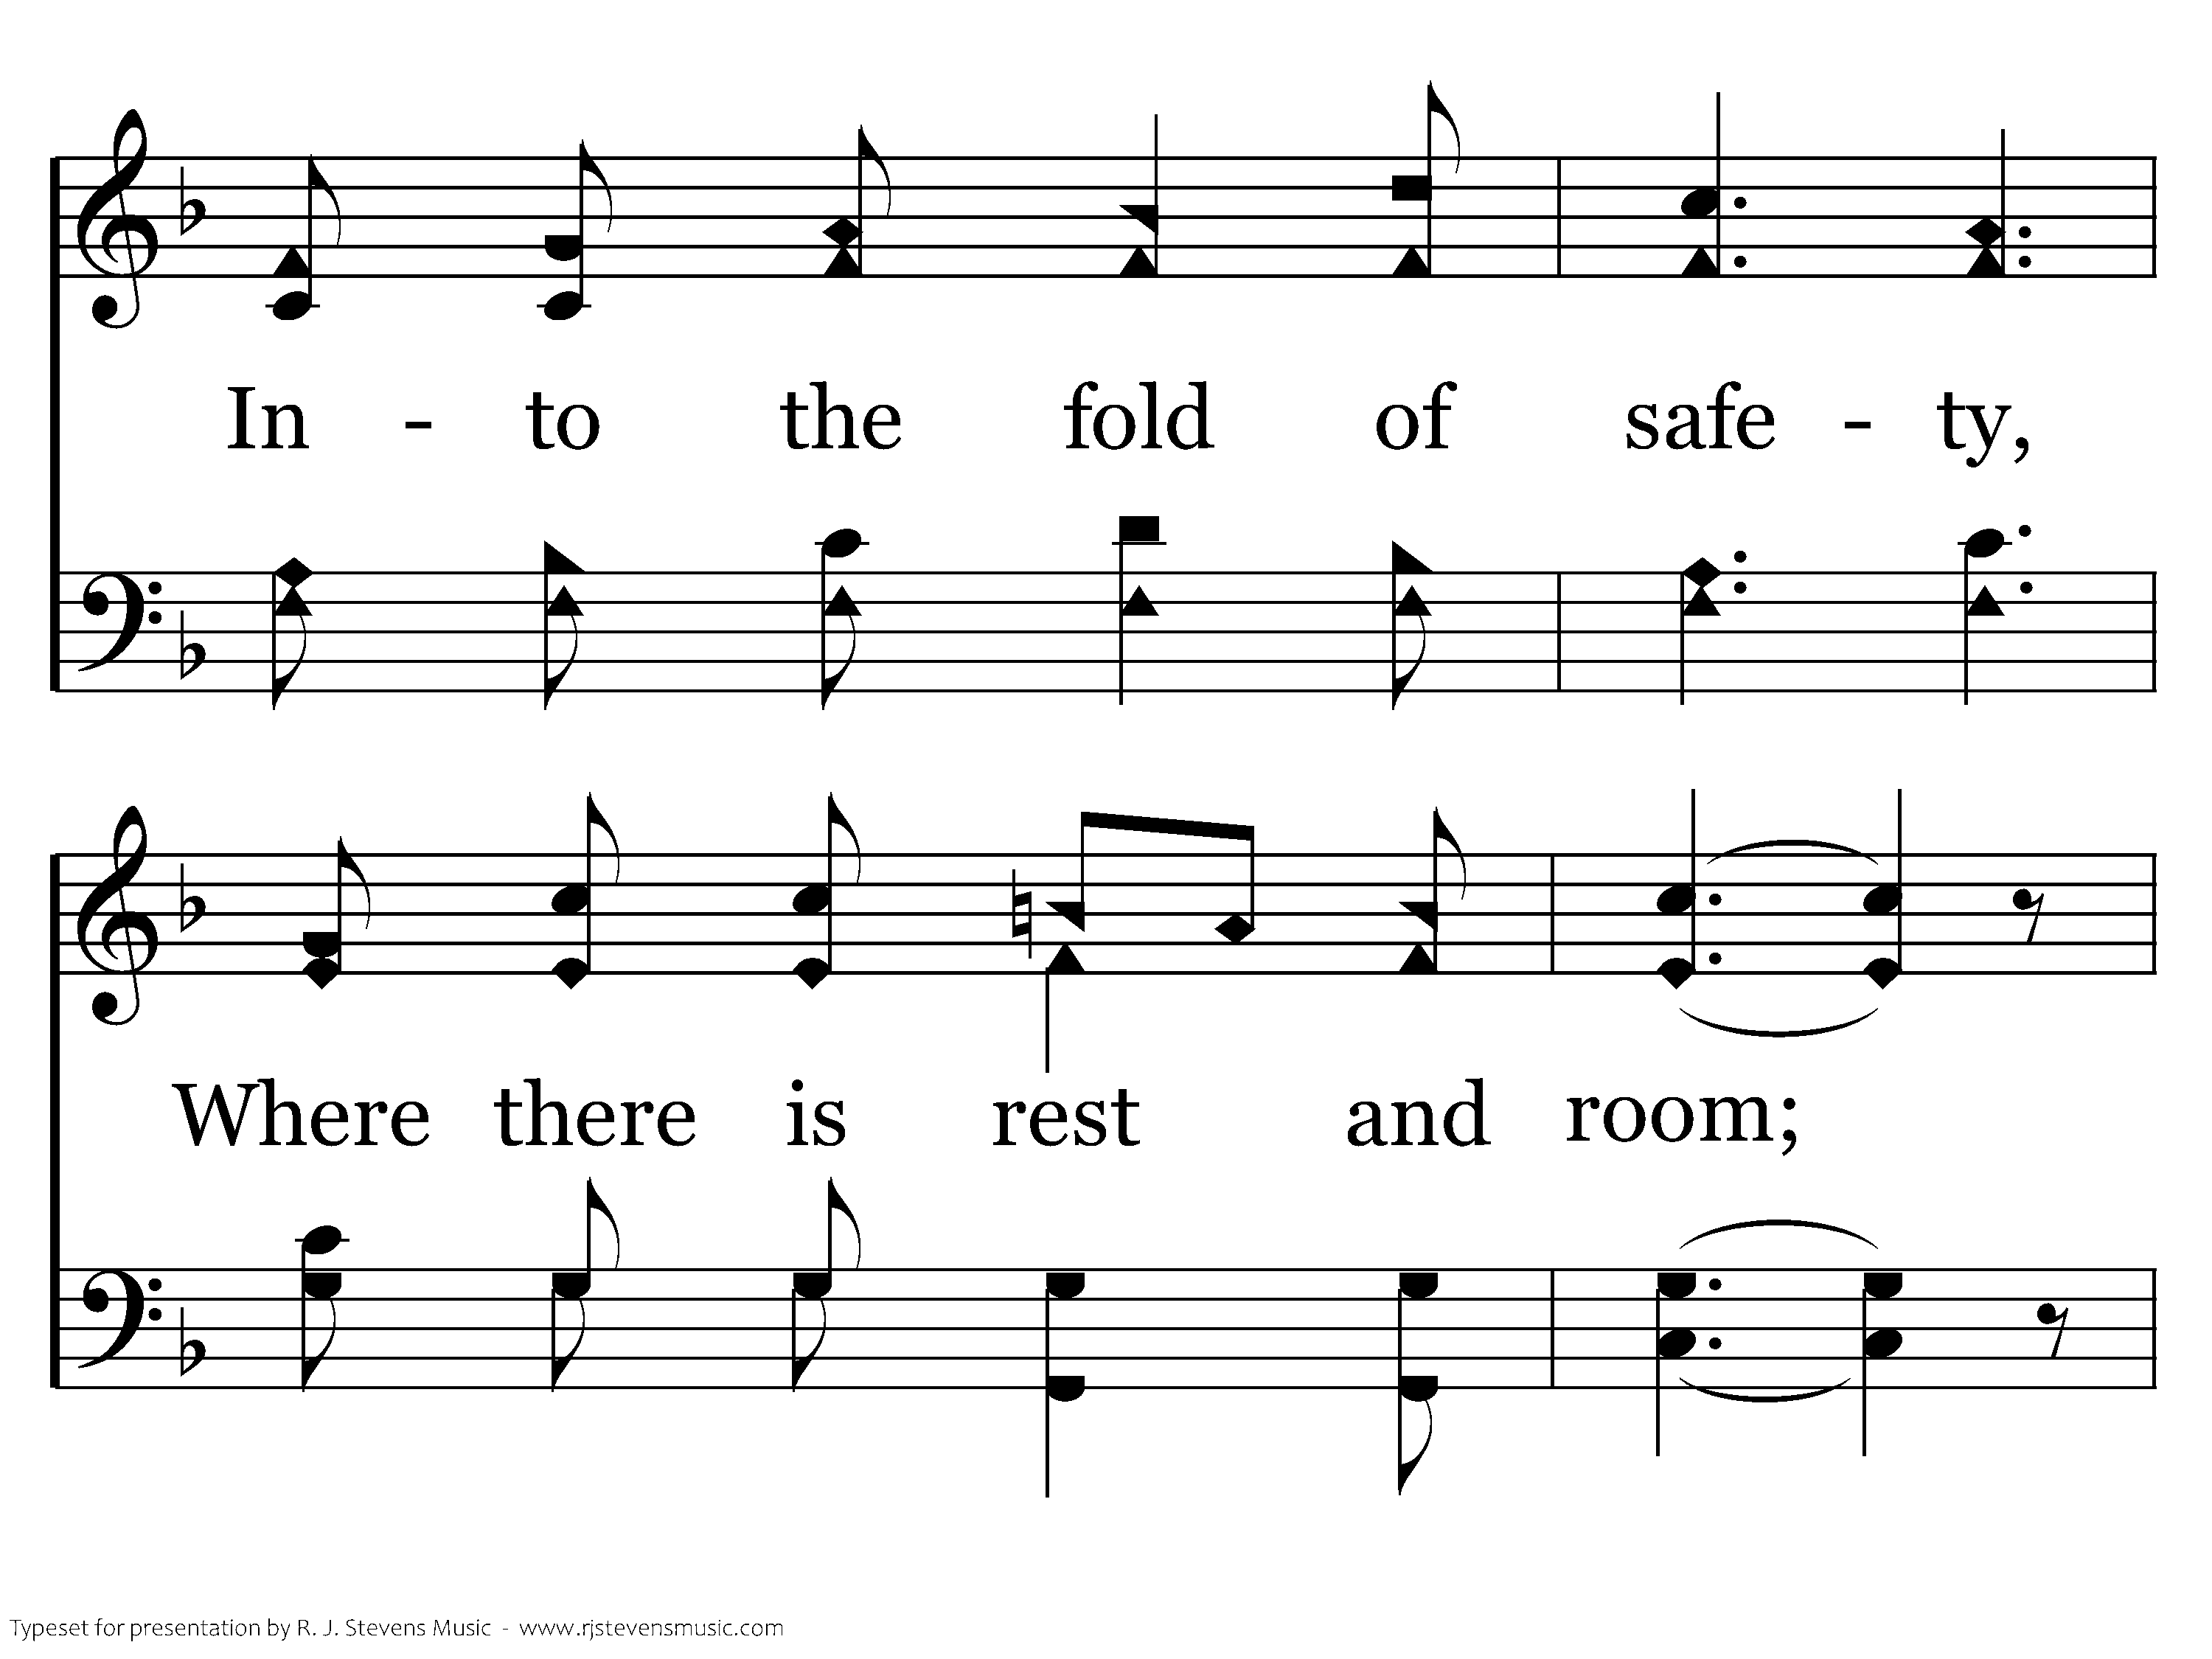 In - to the fold of safe - ty,
Where there is rest and room;
Typeset for presentation by R. J. Stevens Music - www.rjstevensmusic.com